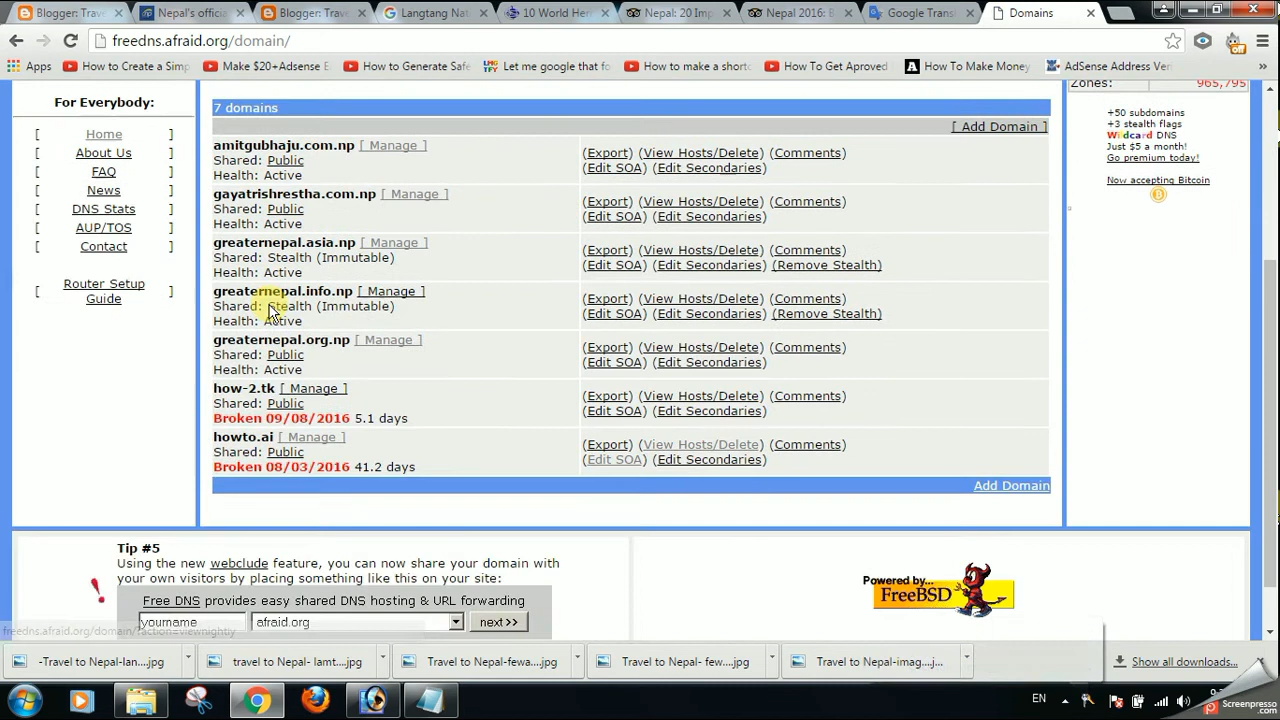 Blogger: Trave
Nepal's officia
Blogger: Trave
Langtang Nat
10 World Her
Nepal: 20 Imp
Nepal 2016: B
Google Transl
Domains
freedns.afraid.org/domain/
Apps
How to Create a Simp
Make $20+Adsense E
How to Generate Safe
Let me google that fo
How to make a short
How To Get Aproved
How To Make Money
AdSense Address Ver
For Everybody:
[ Home ]
[ About Us ]
[ FAQ ]
[ News ]
[ DNS Stats ]
[ AUP/TOS ]
[ Contact ]
[ Router Setup Guide ]
7 domains
[ Add Domain ]
amitgubhaju.com.np [ Manage ]
Shared: Public
Health: Active
(Export) (View Hosts/Delete) (Comments)
(Edit SOA) (Edit Secondaries)
gayatrishrestha.com.np [ Manage ]
Shared: Public
Health: Active
(Export) (View Hosts/Delete) (Comments)
(Edit SOA) (Edit Secondaries)
greaternepal.asia.np [ Manage ]
Shared: Stealth (Immutable)
Health: Active
(Export) (View Hosts/Delete) (Comments)
(Edit SOA) (Edit Secondaries) (Remove Stealth)
greaternepal.info.np [ Manage ]
Shared: Stealth (Immutable)
Health: Active
(Export) (View Hosts/Delete) (Comments)
(Edit SOA) (Edit Secondaries) (Remove Stealth)
greaternepal.org.np [ Manage ]
Shared: Public
Health: Active
(Export) (View Hosts/Delete) (Comments)
(Edit SOA) (Edit Secondaries)
how-2.tk [ Manage ]
Shared: Public
Broken 09/08/2016 5.1 days
(Export) (View Hosts/Delete) (Comments)
(Edit SOA) (Edit Secondaries)
howto.ai [ Manage ]
Shared: Public
Broken 08/03/2016 41.2 days
(Export) (View Hosts/Delete) (Comments)
(Edit SOA) (Edit Secondaries)
Add Domain
Zones: 965,795
+50 subdomains
+3 stealth flags
Wildcard DNS
Just $5 a month!
Go premium today!
Now accepting Bitcoin
Tip #5
Using the new webclude feature, you can now share your domain with
your own visitors by placing something like this on your site:
Free DNS provides easy shared DNS hosting & URL forwarding
yourname
afraid.org
next>>
Powered by...
FreeBSD
freedns.afraid.org/domain/?action=viewnightly
-Travel to Nepal-lan....jpg
travel to Nepal- lamt....jpg
Travel to Nepal-fewa....jpg
Travel to Nepal- few....jpg
Travel to Nepal-imag....jpg
Show all downloads...
EN
Screenpresso
.com